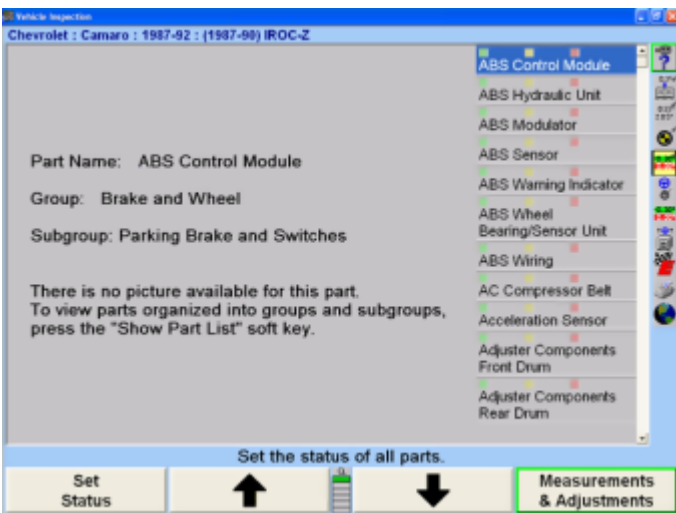 Vehicle Inspection
Chevrolet : Camaro : 1987-92 : (1987-90) IROC-Z
Part Name: ABS Control Module
Group: Brake and Wheel
Subgroup: Parking Brake and Switches
There is no picture available for this part.
To view parts organized into groups and subgroups,
press the "Show Part List" soft key.
ABS Control Module
ABS Hydraulic Unit
ABS Modulator
ABS Sensor
ABS Warning Indicator
ABS Wheel
Bearing/Sensor Unit
ABS Wiring
AC Compressor Belt
Acceleration Sensor
Adjuster Components
Front Drum
Adjuster Components
Rear Drum
Set the status of all parts.
Set
Status
Measurements
& Adjustments